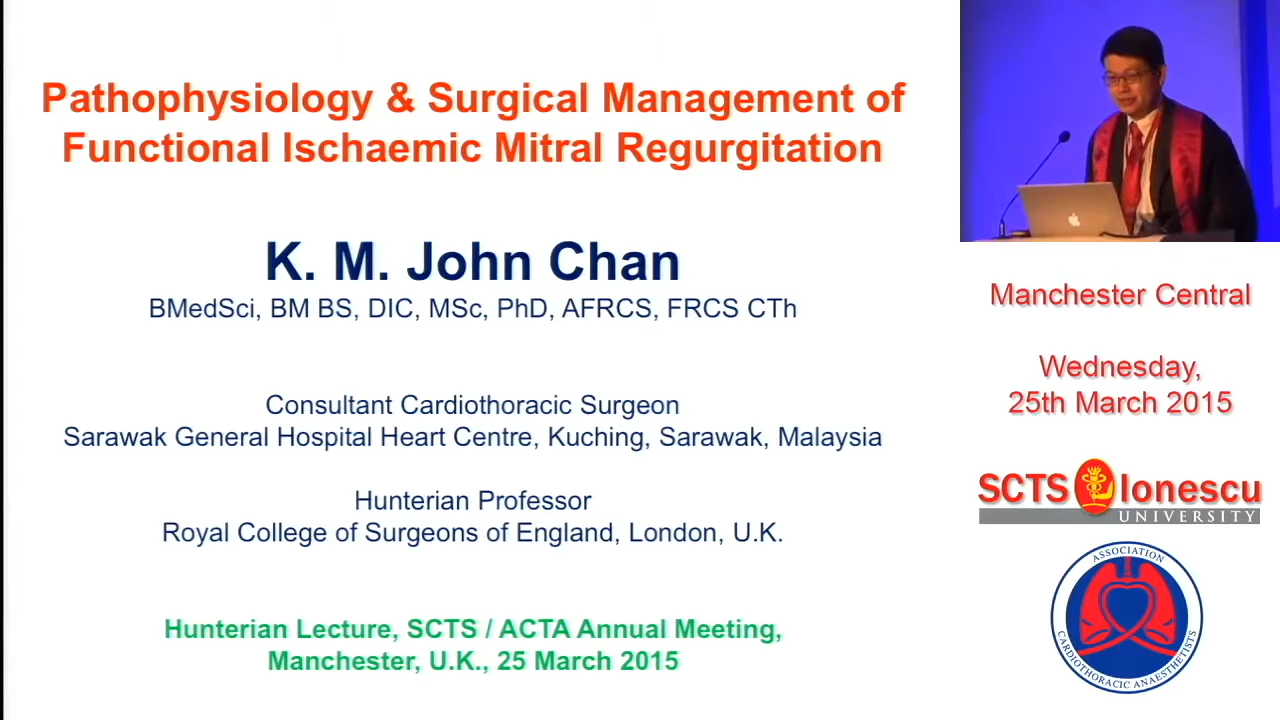 Pathophysiology & Surgical Management of
Functional Ischaemic Mitral Regurgitation
K. M. John Chan
BMedSci, BM BS, DIC, MSc, PhD, AFRCS, FRCS CTh
Consultant Cardiothoracic Surgeon
Sarawak General Hospital Heart Centre, Kuching, Sarawak, Malaysia
Hunterian Professor
Royal College of Surgeons of England, London, U.K.
Hunterian Lecture, SCTS / ACTA Annual Meeting,
Manchester, U.K., 25 March 2015
Manchester Central
Wednesday,
25th March 2015
SCTS Ionescu
UNIVERSITY
ASSOCIATION
CARDIOTHORACIC ANAESTHETISTS